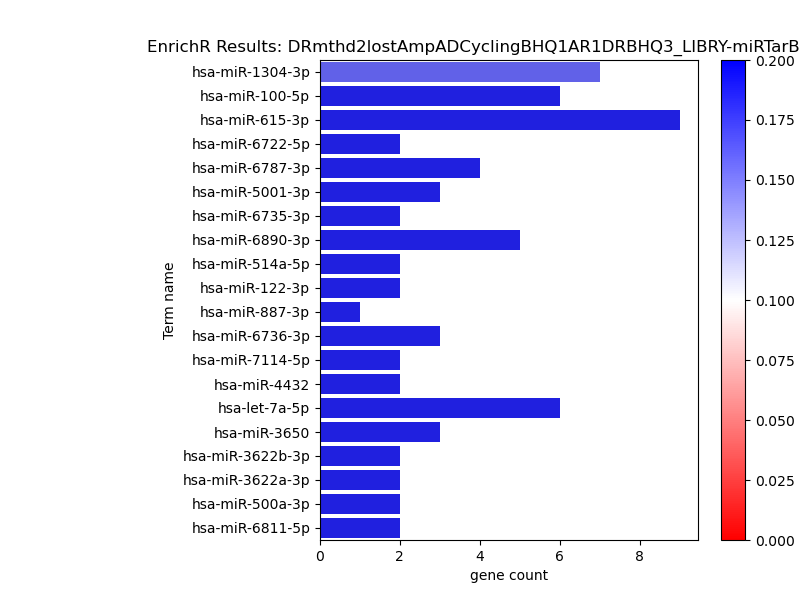 EnrichR Results: DRmthd2lostAmpADCyclingBHQ1AR1DRBHQ3_LIBRY-miRTarB
hsa-miR-1304-3p
hsa-miR-100-5p
hsa-miR-615-3p
hsa-miR-6722-5p
hsa-miR-6787-3p
hsa-miR-5001-3p
hsa-miR-6735-3p
hsa-miR-6890-3p
hsa-miR-514a-5p
hsa-miR-122-3p
hsa-miR-887-3p
hsa-miR-6736-3p
hsa-miR-7114-5p
hsa-miR-4432
hsa-let-7a-5p
hsa-miR-3650
hsa-miR-3622b-3p
hsa-miR-3622a-3p
hsa-miR-500a-3p
hsa-miR-6811-5p
Term name
0 2 4 6 8
gene count
0.200
0.175
0.150
0.125
0.100
0.075
0.050
0.025
0.000